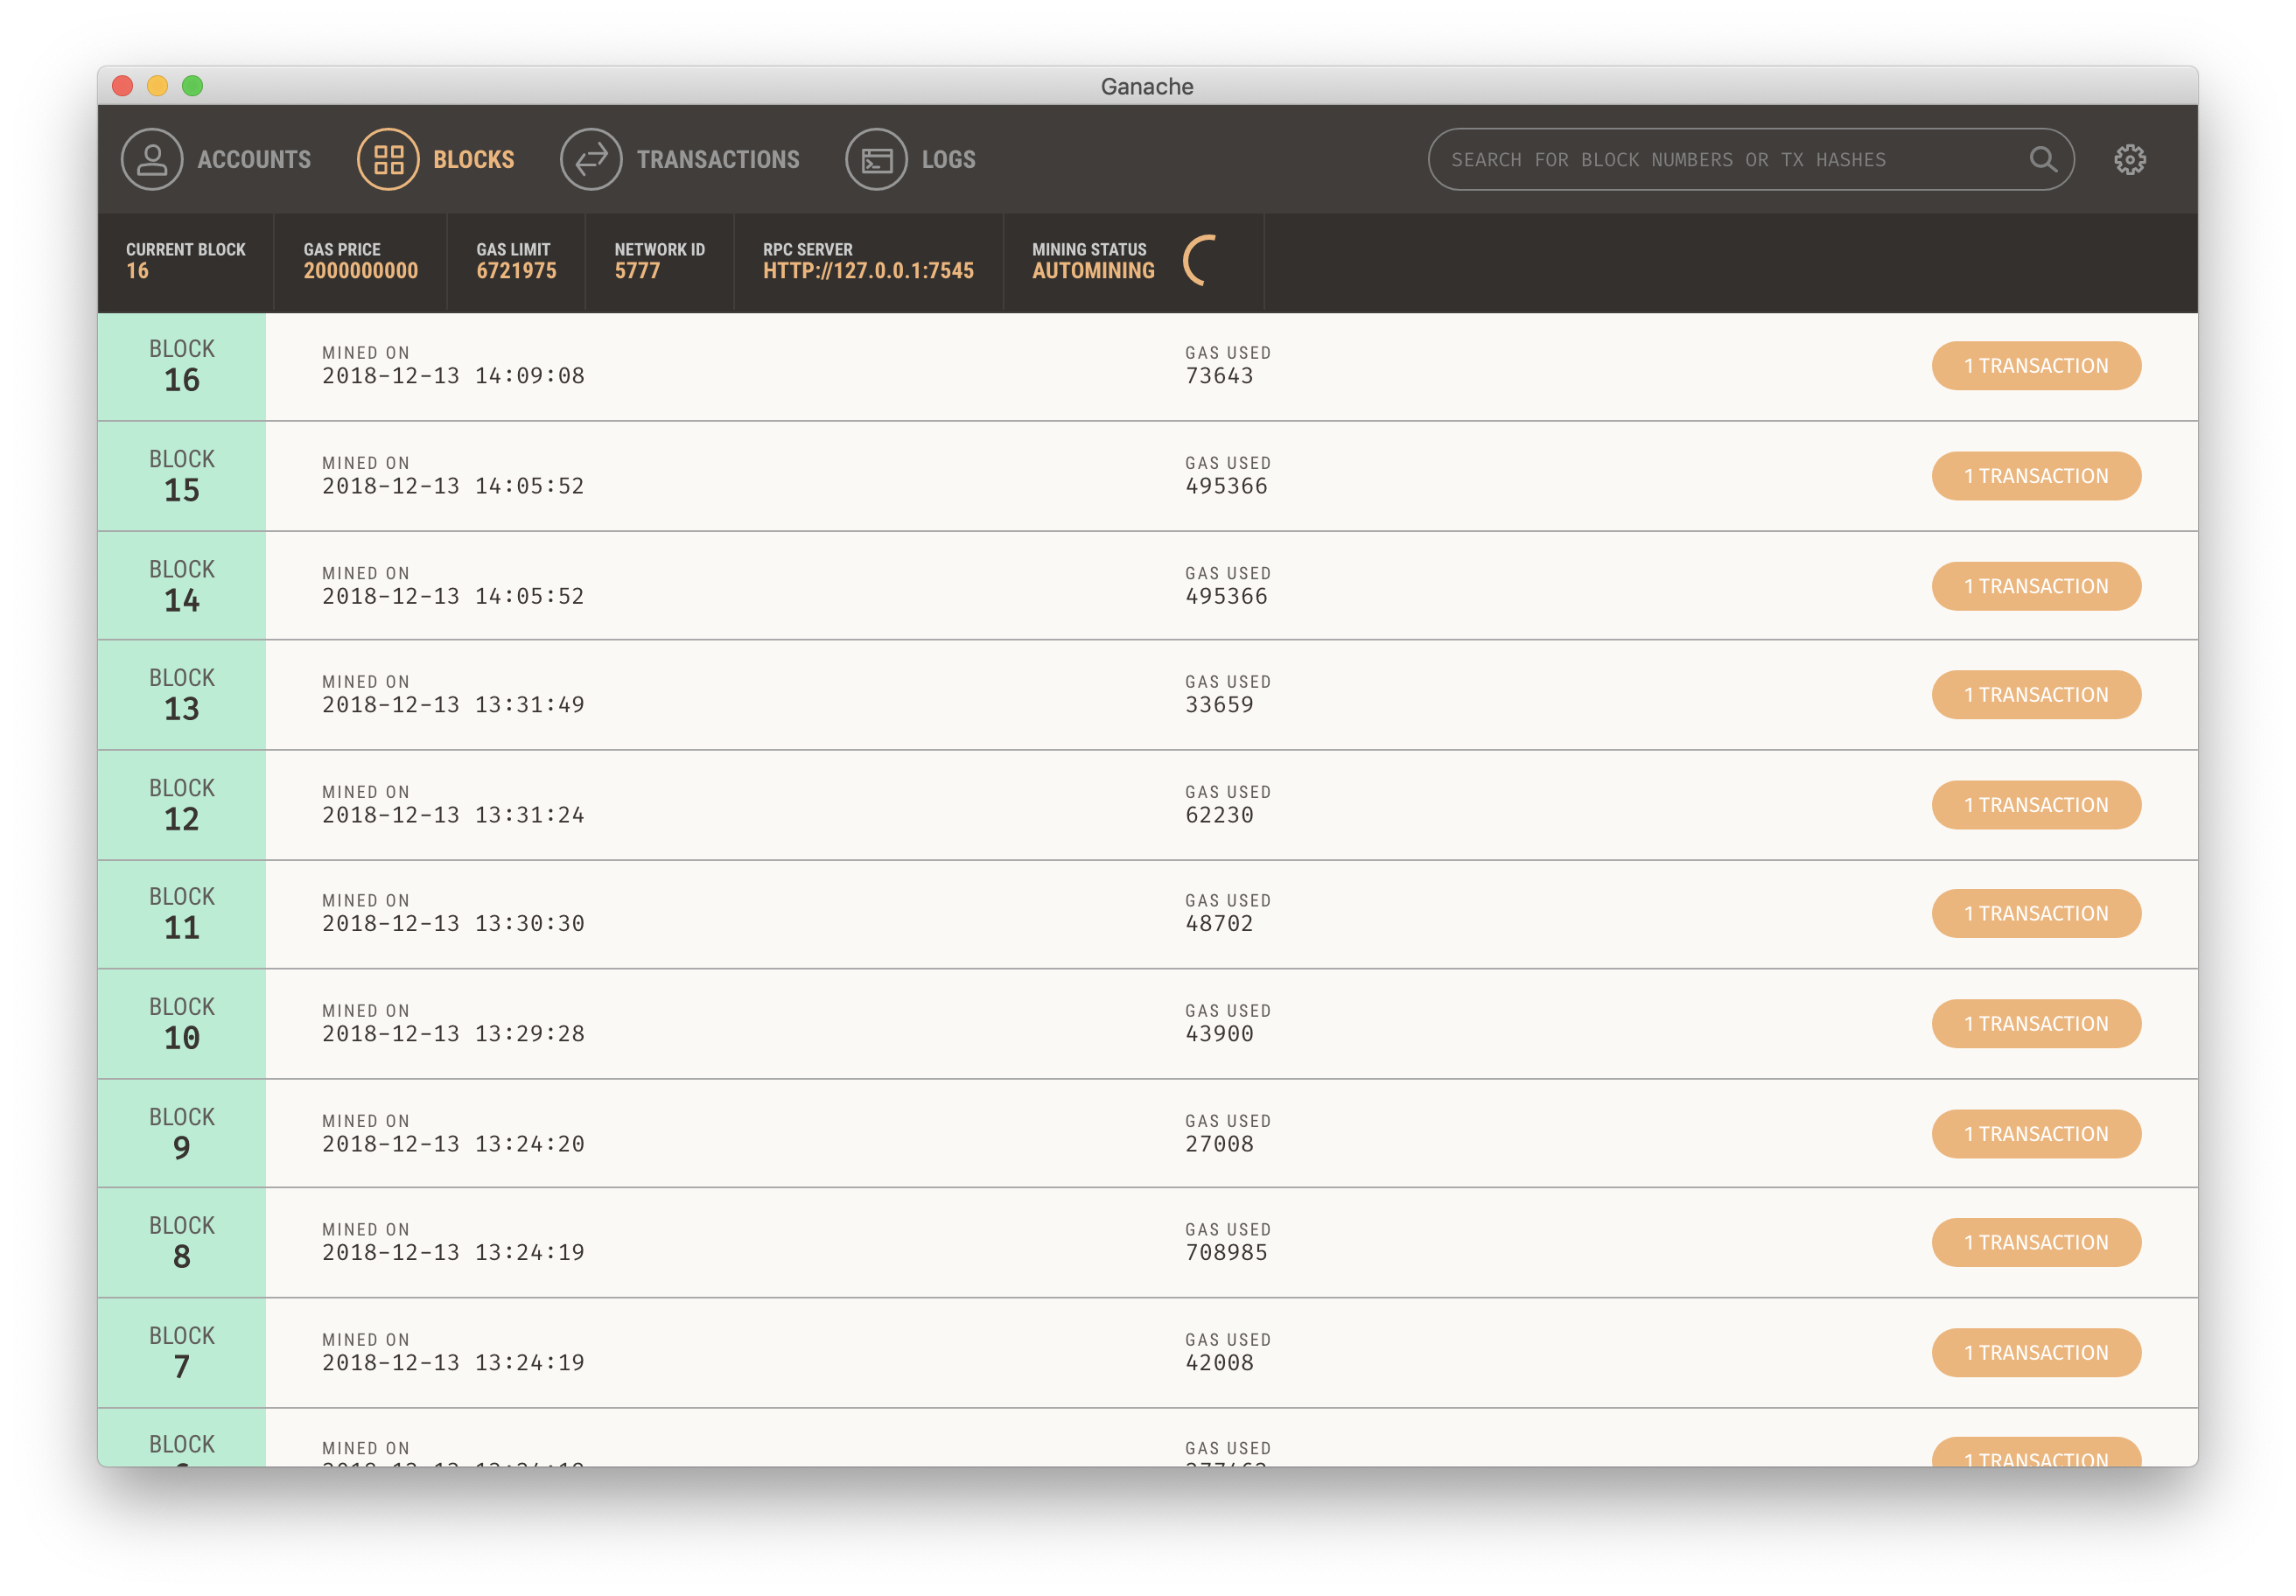 Ganache
ACCOUNTS BLOCKS TRANSACTIONS LOGS SEARCH FOR BLOCK NUMBERS OR TX HASHES
CURRENT BLOCK GAS PRICE GAS LIMIT NETWORK ID RPC SERVER MINING STATUS
16 2000000000 6721975 5777 HTTP://127.0.0.1:7545 AUTOMINING
BLOCK MINED ON GAS USED
16 2018-12-13 14:09:08 73643 1 TRANSACTION
BLOCK MINED ON GAS USED
15 2018-12-13 14:05:52 495366 1 TRANSACTION
BLOCK MINED ON GAS USED
14 2018-12-13 14:05:52 495366 1 TRANSACTION
BLOCK MINED ON GAS USED
13 2018-12-13 13:31:49 33659 1 TRANSACTION
BLOCK MINED ON GAS USED
12 2018-12-13 13:31:24 62230 1 TRANSACTION
BLOCK MINED ON GAS USED
11 2018-12-13 13:30:30 48702 1 TRANSACTION
BLOCK MINED ON GAS USED
10 2018-12-13 13:29:28 43900 1 TRANSACTION
BLOCK MINED ON GAS USED
9 2018-12-13 13:24:20 27008 1 TRANSACTION
BLOCK MINED ON GAS USED
8 2018-12-13 13:24:19 708985 1 TRANSACTION
BLOCK MINED ON GAS USED
7 2018-12-13 13:24:19 42008 1 TRANSACTION
BLOCK MINED ON GAS USED
1 TRANSACTION